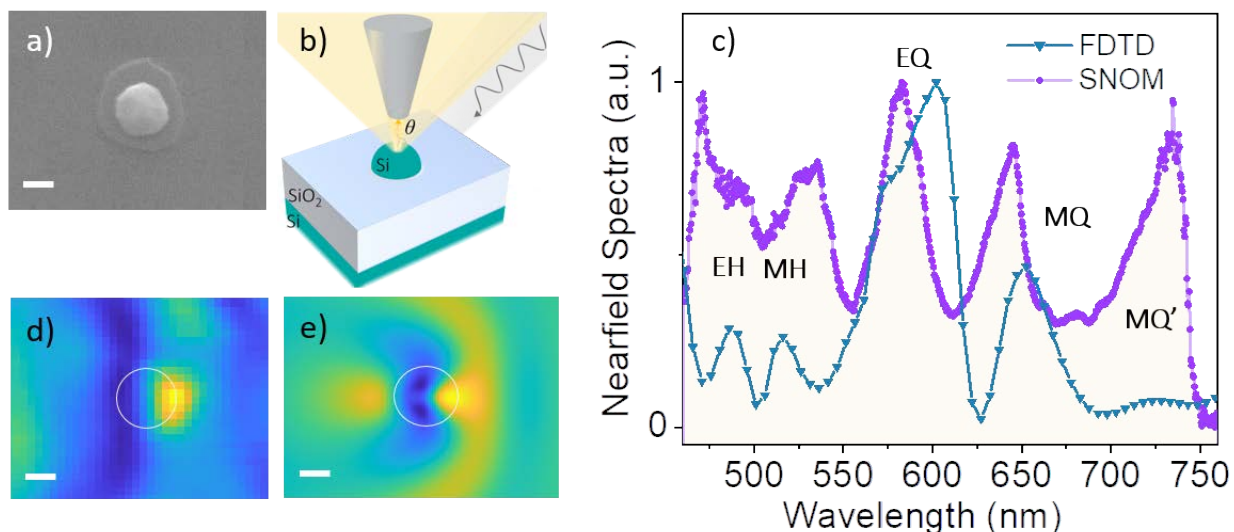 a)
b)
θ
Si
SiO2
Si
c)
FDTD
SNOM
EQ
MQ
EH
MH
MQ'
1
0
Nearfield Spectra (a.u.)
500
550
600
650
700
750
Wavelength (nm)
d)
e)